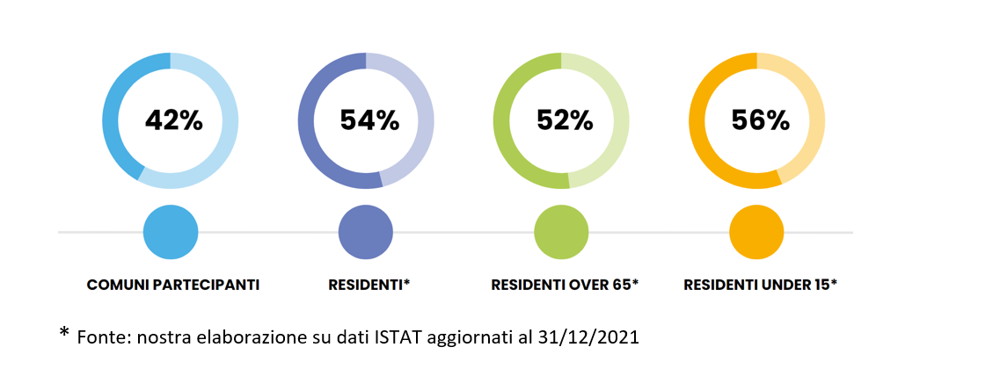 42%
54%
52%
56%
COMUNI PARTECIPANTI
RESIDENTI*
RESIDENTI OVER 65*
RESIDENTI UNDER 15*
* Fonte: nostra elaborazione su dati ISTAT aggiornati al 31/12/2021